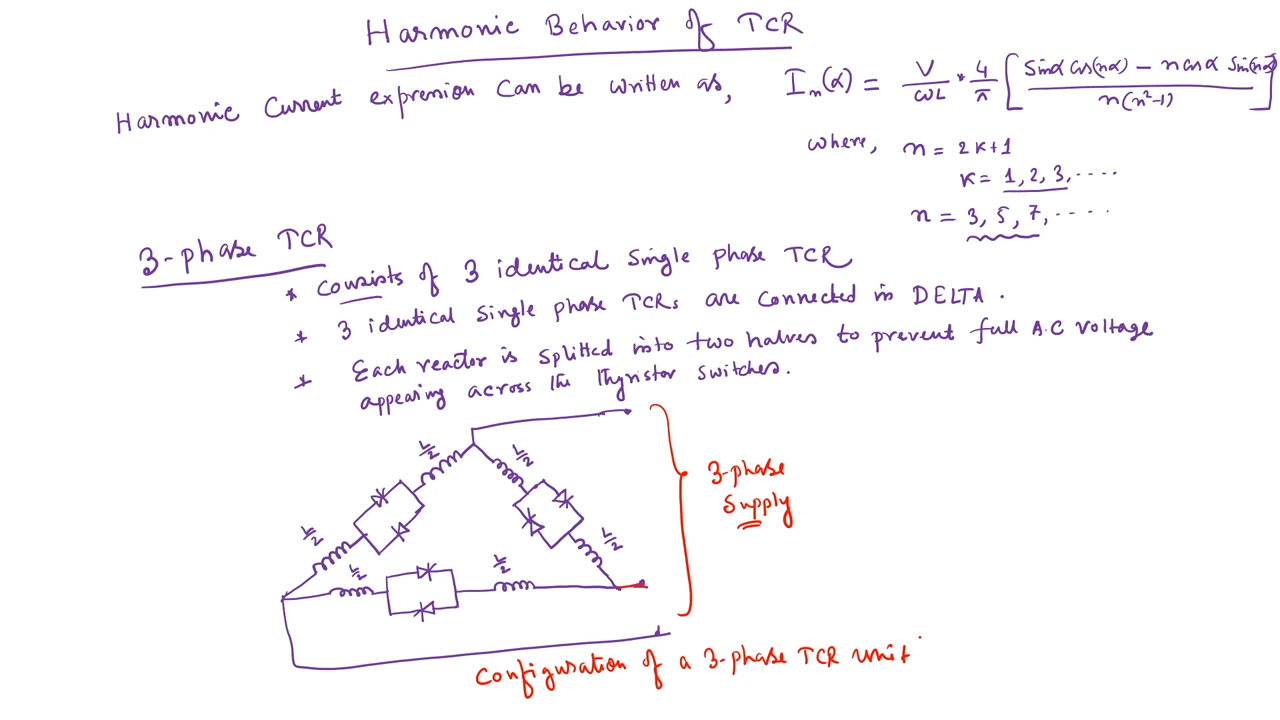 Harmonic Behavior of TCR
Harmonic Current expression Can be written as, I_n(α) = V/ωL * 4/π [ (Sinα Cos(nα) − n cosα Sin(nα)) / n(n²−1) ]
where, n = 2K+1
K = 1, 2, 3, ....
n = 3, 5, 7, ....
3-phase TCR
* Consists of 3 identical Single phase TCR
* 3 identical Single phase TCRs are Connected in DELTA.
* Each reactor is splitted into two halves to prevent full A.C voltage
appearing across the thyristor switches.
L/2
L/2
L/2
L/2
L/2
L/2
3-phase
Supply
Configuration of a 3-phase TCR unit